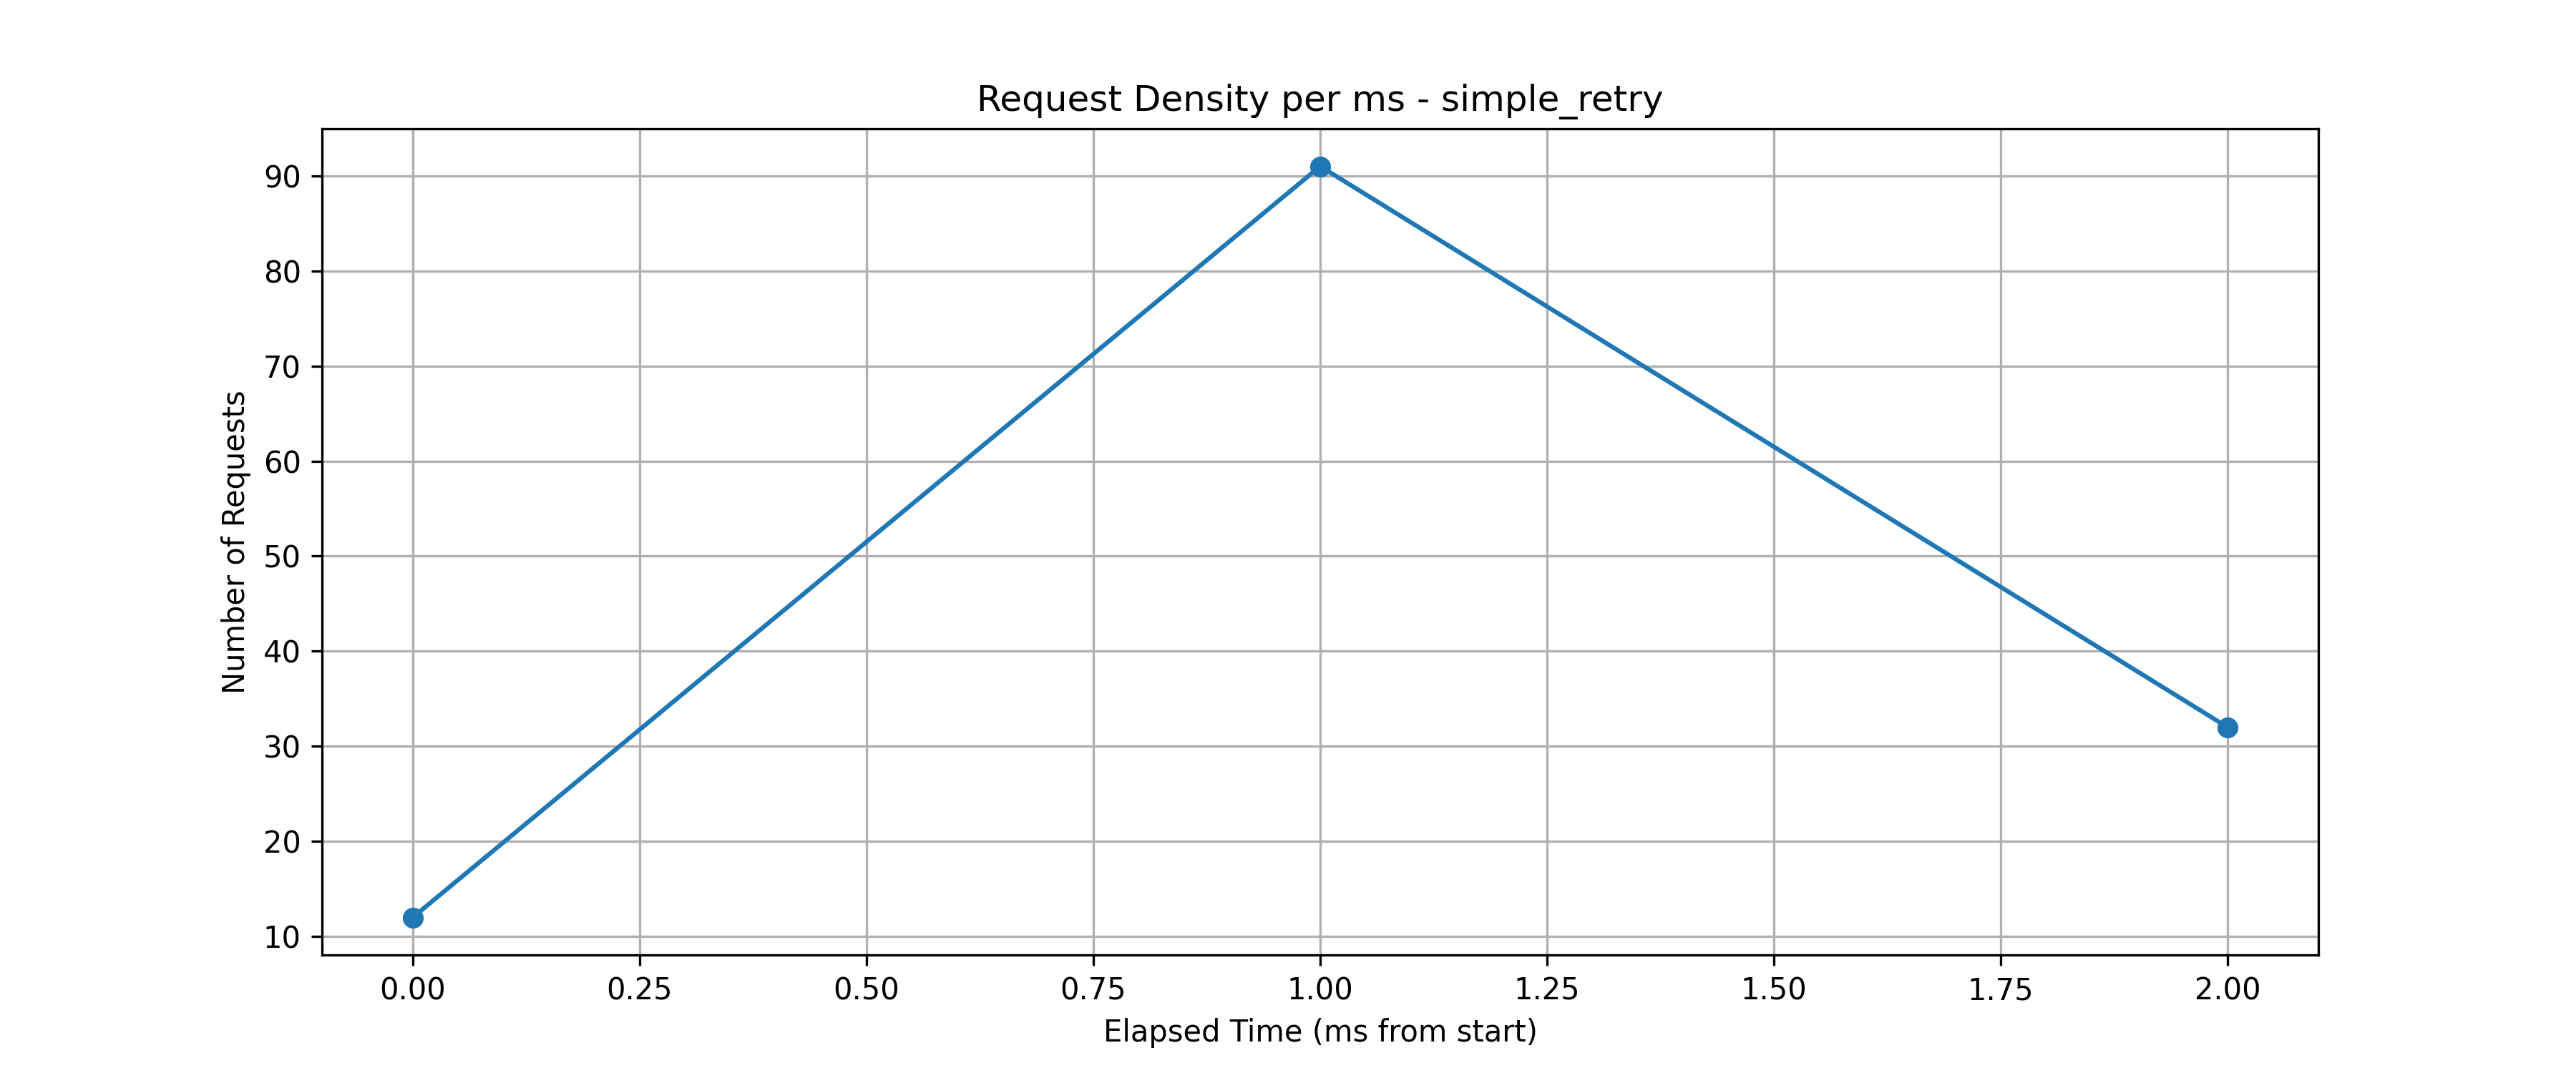 Request Density per ms - simple_retry
90
80
70
60
50
40
30
20
10
Number of Requests
0.00 0.25 0.50 0.75 1.00 1.25 1.50 1.75 2.00
Elapsed Time (ms from start)